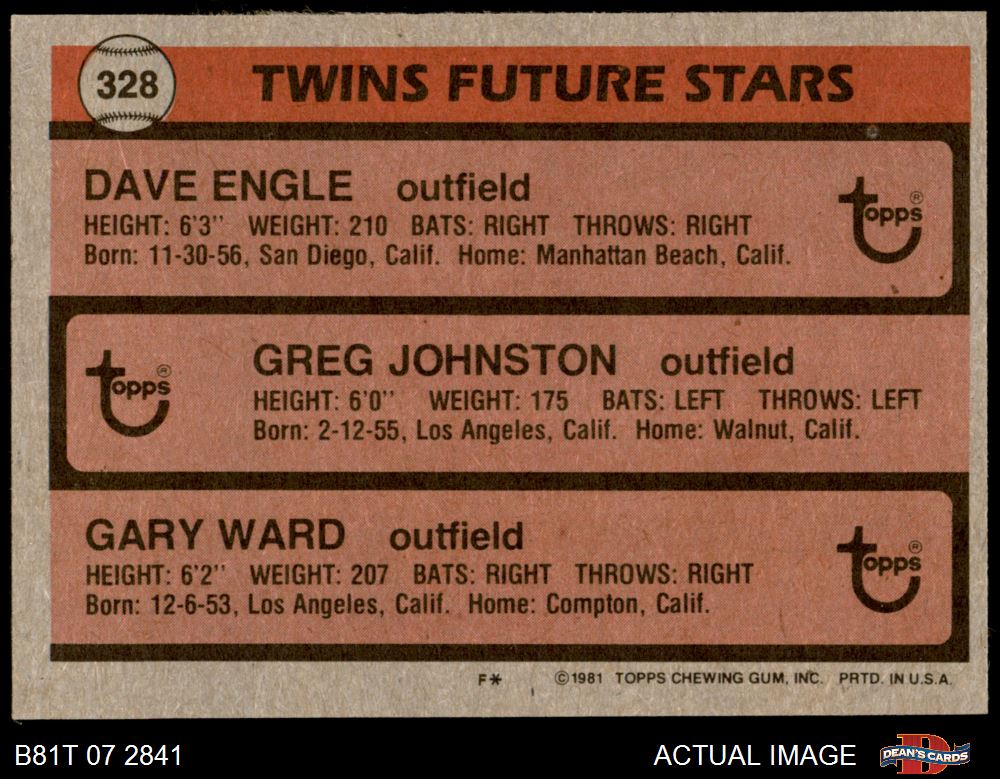 328
TWINS FUTURE STARS
DAVE ENGLE outfield
HEIGHT: 6'3" WEIGHT: 210 BATS: RIGHT THROWS: RIGHT
Born: 11-30-56, San Diego, Calif. Home: Manhattan Beach, Calif.
topps ®
GREG JOHNSTON outfield
HEIGHT: 6'0" WEIGHT: 175 BATS: LEFT THROWS: LEFT
Born: 2-12-55, Los Angeles, Calif. Home: Walnut, Calif.
topps ®
GARY WARD outfield
HEIGHT: 6'2" WEIGHT: 207 BATS: RIGHT THROWS: RIGHT
Born: 12-6-53, Los Angeles, Calif. Home: Compton, Calif.
topps ®
F* ©1981 TOPPS CHEWING GUM, INC. PRTD. IN U.S.A.
B81T 07 2841 ACTUAL IMAGE D DEAN'S CARDS